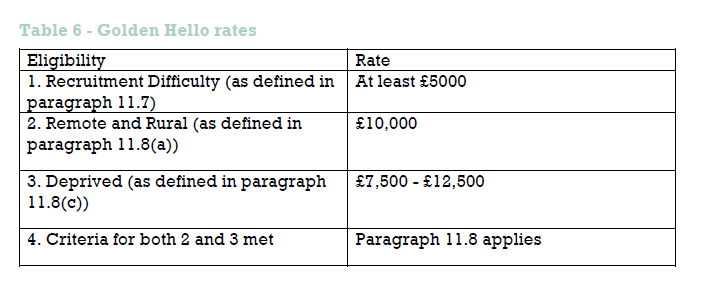 Table 6 - Golden Hello rates
Eligibility Rate
1. Recruitment Difficulty (as defined in At least £5000
paragraph 11.7)
2. Remote and Rural (as defined in £10,000
paragraph 11.8(a))
3. Deprived (as defined in paragraph £7,500 - £12,500
11.8(c))
4. Criteria for both 2 and 3 met Paragraph 11.8 applies